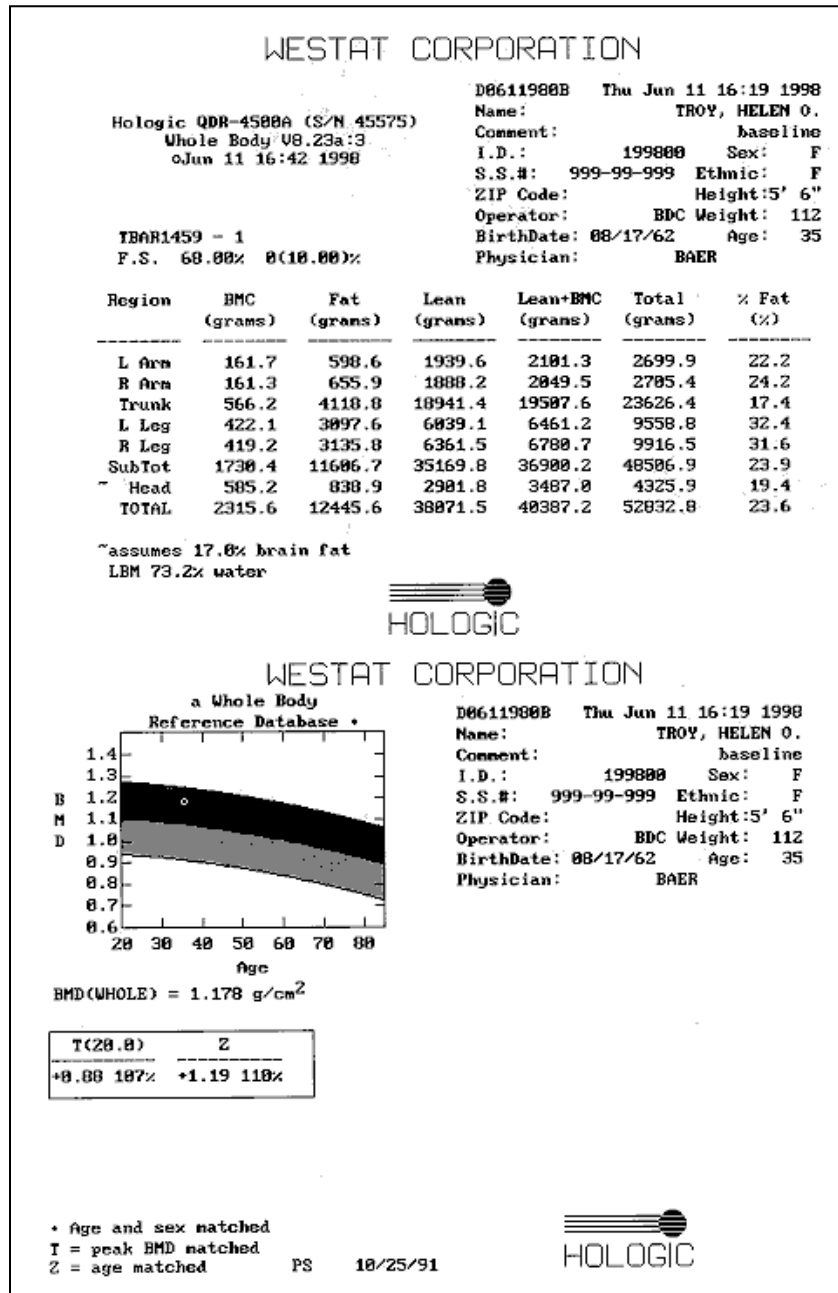 WESTAT CORPORATION
D0611980B Thu Jun 11 16:19 1998
Name: TROY, HELEN O.
Comment: baseline
I.D.: 199800 Sex: F
S.S.#: 999-99-999 Ethnic: F
ZIP Code: Height:5' 6"
Operator: BDC Weight: 112
BirthDate: 08/17/62 Age: 35
Physician: BAER
Hologic QDR-4500A (S/N 45575)
Whole Body V8.23a:3
Jun 11 16:42 1998
TBAR1459 - 1
F.S. 68.00% 0(10.00)%
Region BMC Fat Lean Lean+BMC Total % Fat
(grams) (grams) (grams) (grams) (grams) (%)
L Arm 161.7 598.6 1939.6 2101.3 2699.9 22.2
R Arm 161.3 655.9 1888.2 2049.5 2705.4 24.2
Trunk 566.2 4118.8 18941.4 19507.6 23626.4 17.4
L Leg 422.1 3097.6 6039.1 6461.2 9558.8 32.4
R Leg 419.2 3135.8 6361.5 6780.7 9916.5 31.6
SubTot 1730.4 11606.7 35169.8 36900.2 48506.9 23.9
~ Head 585.2 838.9 2901.8 3487.0 4325.9 19.4
TOTAL 2315.6 12445.6 38071.5 40387.2 52832.8 23.6
~assumes 17.0% brain fat
LBM 73.2% water
HOLOGIC
WESTAT CORPORATION
a Whole Body
Reference Database •
1.4
1.3
1.2
1.1
1.0
0.9
0.8
0.7
0.6
B
M
D
20 30 40 50 60 70 80
Age
D0611980B Thu Jun 11 16:19 1998
Name: TROY, HELEN O.
Comment: baseline
I.D.: 199800 Sex: F
S.S.#: 999-99-999 Ethnic: F
ZIP Code: Height:5' 6"
Operator: BDC Weight: 112
BirthDate: 08/17/62 Age: 35
Physician: BAER
BMD(WHOLE) = 1.178 g/cm²
T(20.0) Z
+0.88 107% +1.19 110%
• Age and sex matched
T = peak BMD matched
Z = age matched PS 10/25/91
HOLOGIC